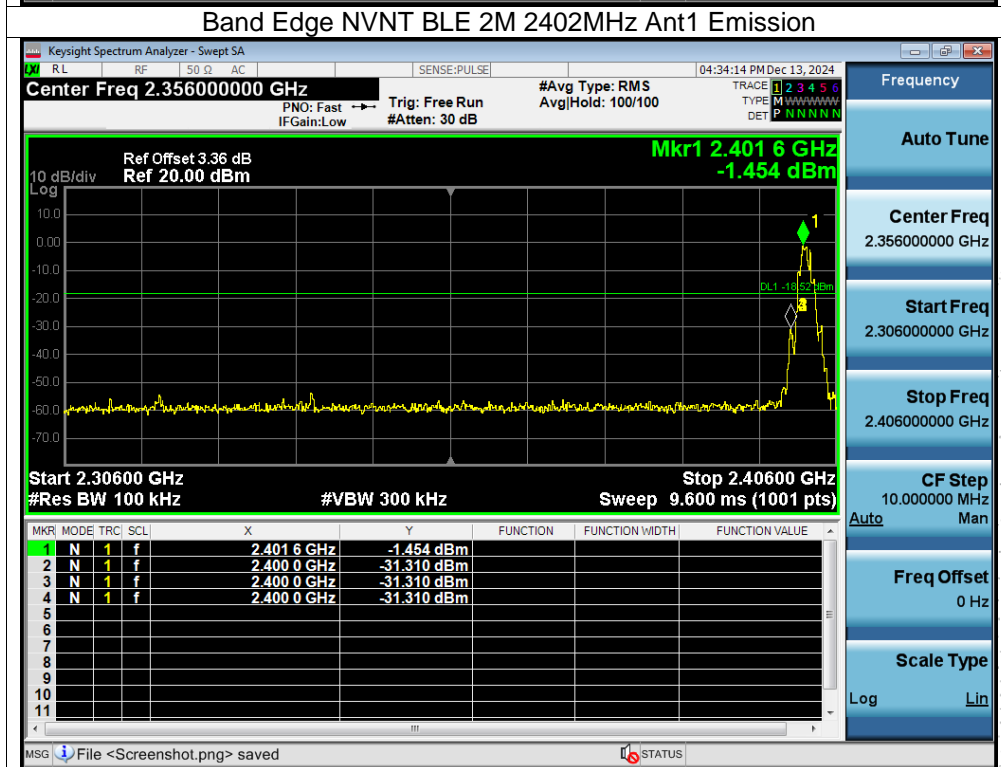 Band Edge NVNT BLE 2M 2402MHz Ant1 Emission
Keysight Spectrum Analyzer - Swept SA
LXI RL RF 50 Ω AC SENSE:PULSE 04:34:14 PM Dec 13, 2024
Center Freq 2.356000000 GHz
PNO: Fast
IFGain:Low
Trig: Free Run
#Atten: 30 dB
#Avg Type: RMS
Avg|Hold: 100/100
TRACE 1 2 3 4 5 6
TYPE M WWWWW
DET P N N N N N
Frequency
Auto Tune
Center Freq
2.356000000 GHz
Start Freq
2.306000000 GHz
Stop Freq
2.406000000 GHz
CF Step
10.000000 MHz
Auto Man
Freq Offset
0 Hz
Scale Type
Log Lin
Ref Offset 3.36 dB
10 dB/div Ref 20.00 dBm
Log
Mkr1 2.401 6 GHz
-1.454 dBm
10.0
0.00
-10.0
-20.0
-30.0
-40.0
-50.0
-60.0
-70.0
1
DL1 -18.52 dBm
Start 2.30600 GHz Stop 2.40600 GHz
#Res BW 100 kHz #VBW 300 kHz Sweep 9.600 ms (1001 pts)
MKR MODE TRC SCL X Y FUNCTION FUNCTION WIDTH FUNCTION VALUE
1 N 1 f 2.401 6 GHz -1.454 dBm
2 N 1 f 2.400 0 GHz -31.310 dBm
3 N 1 f 2.400 0 GHz -31.310 dBm
4 N 1 f 2.400 0 GHz -31.310 dBm
5
6
7
8
9
10
11
MSG File <Screenshot.png> saved STATUS